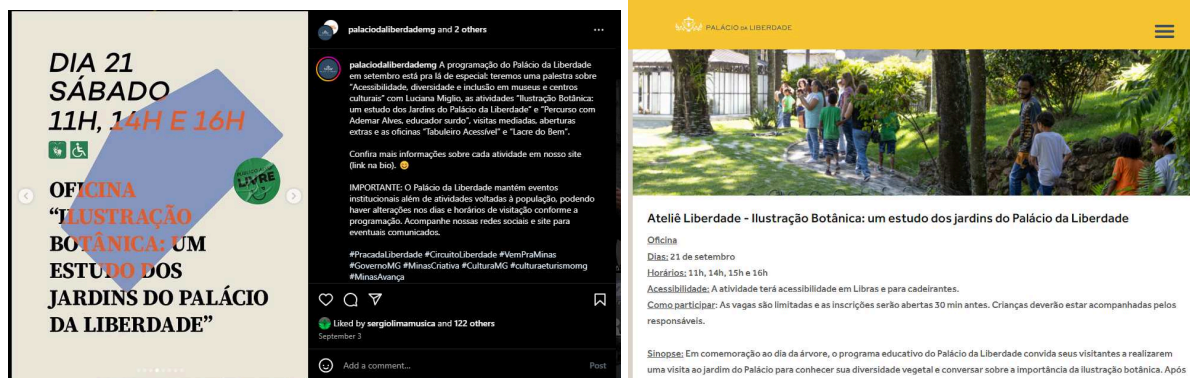 DIA 21
SÁBADO
11H, 14H E 16H
LIVRE
OFICINA
“ILUSTRAÇÃO
BOTÂNICA: UM
ESTUDO DOS
JARDINS DO PALÁCIO
DA LIBERDADE”
palaciodaliberdademg and 2 others
palaciodaliberdademg A programação do Palácio da Liberdade
em setembro está pra lá de especial: teremos uma palestra sobre
"Acessibilidade, diversidade e inclusão em museus e centros
culturais" com Luciana Miglio, as atividades "Ilustração Botânica:
um estudo dos Jardins do Palácio da Liberdade" e "Percurso com
Ademar Alves, educador surdo", visitas mediadas, aberturas
extras e as oficinas "Tabuleiro Acessível" e "Lacre do Bem".
Confira mais informações sobre cada atividade em nosso site
(link na bio). 😊
IMPORTANTE: O Palácio da Liberdade mantém eventos
institucionais além de atividades voltadas à população, podendo
haver alterações nos dias e horários de visitação conforme a
programação. Acompanhe nossas redes sociais e site para
eventuais comunicados.
#PracadaLiberdade #CircuitoLiberdade #VemPraMinas
#GovernoMG #MinasCriativa #CulturaMG #culturaeturismomg
#MinasAvança
Liked by sergiolimamusica and 122 others
September 3
Add a comment...
Post
PALÁCIO DA LIBERDADE
Ateliê Liberdade - Ilustração Botânica: um estudo dos jardins do Palácio da Liberdade
Oficina
Dias: 21 de setembro
Horários: 11h, 14h, 15h e 16h
Acessibilidade: A atividade terá acessibilidade em Libras e para cadeirantes.
Como participar: As vagas são limitadas e as inscrições serão abertas 30 min antes. Crianças deverão estar acompanhadas pelos
responsáveis.
Sinopse: Em comemoração ao dia da árvore, o programa educativo do Palácio da Liberdade convida seus visitantes a realizarem
uma visita ao jardim do Palácio para conhecer sua diversidade vegetal e conversar sobre a importância da ilustração botânica. Após